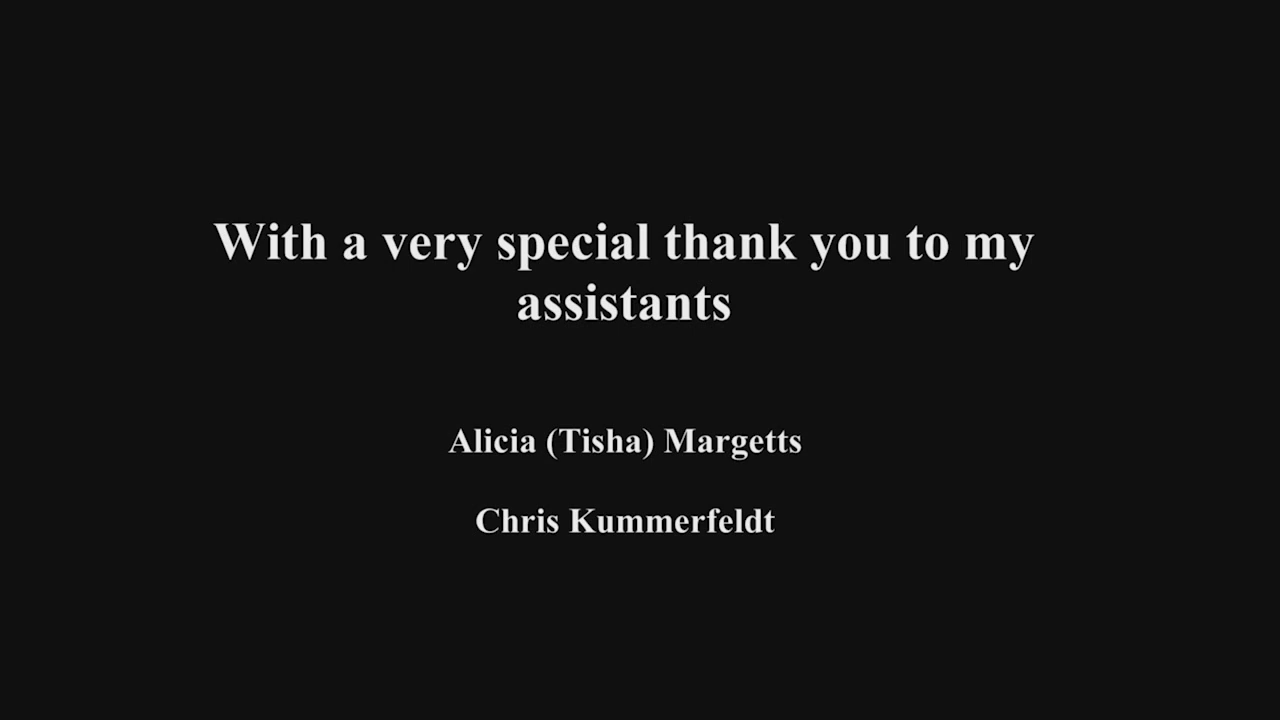 With a very special thank you to my
assistants
Alicia (Tisha) Margetts
Chris Kummerfeldt